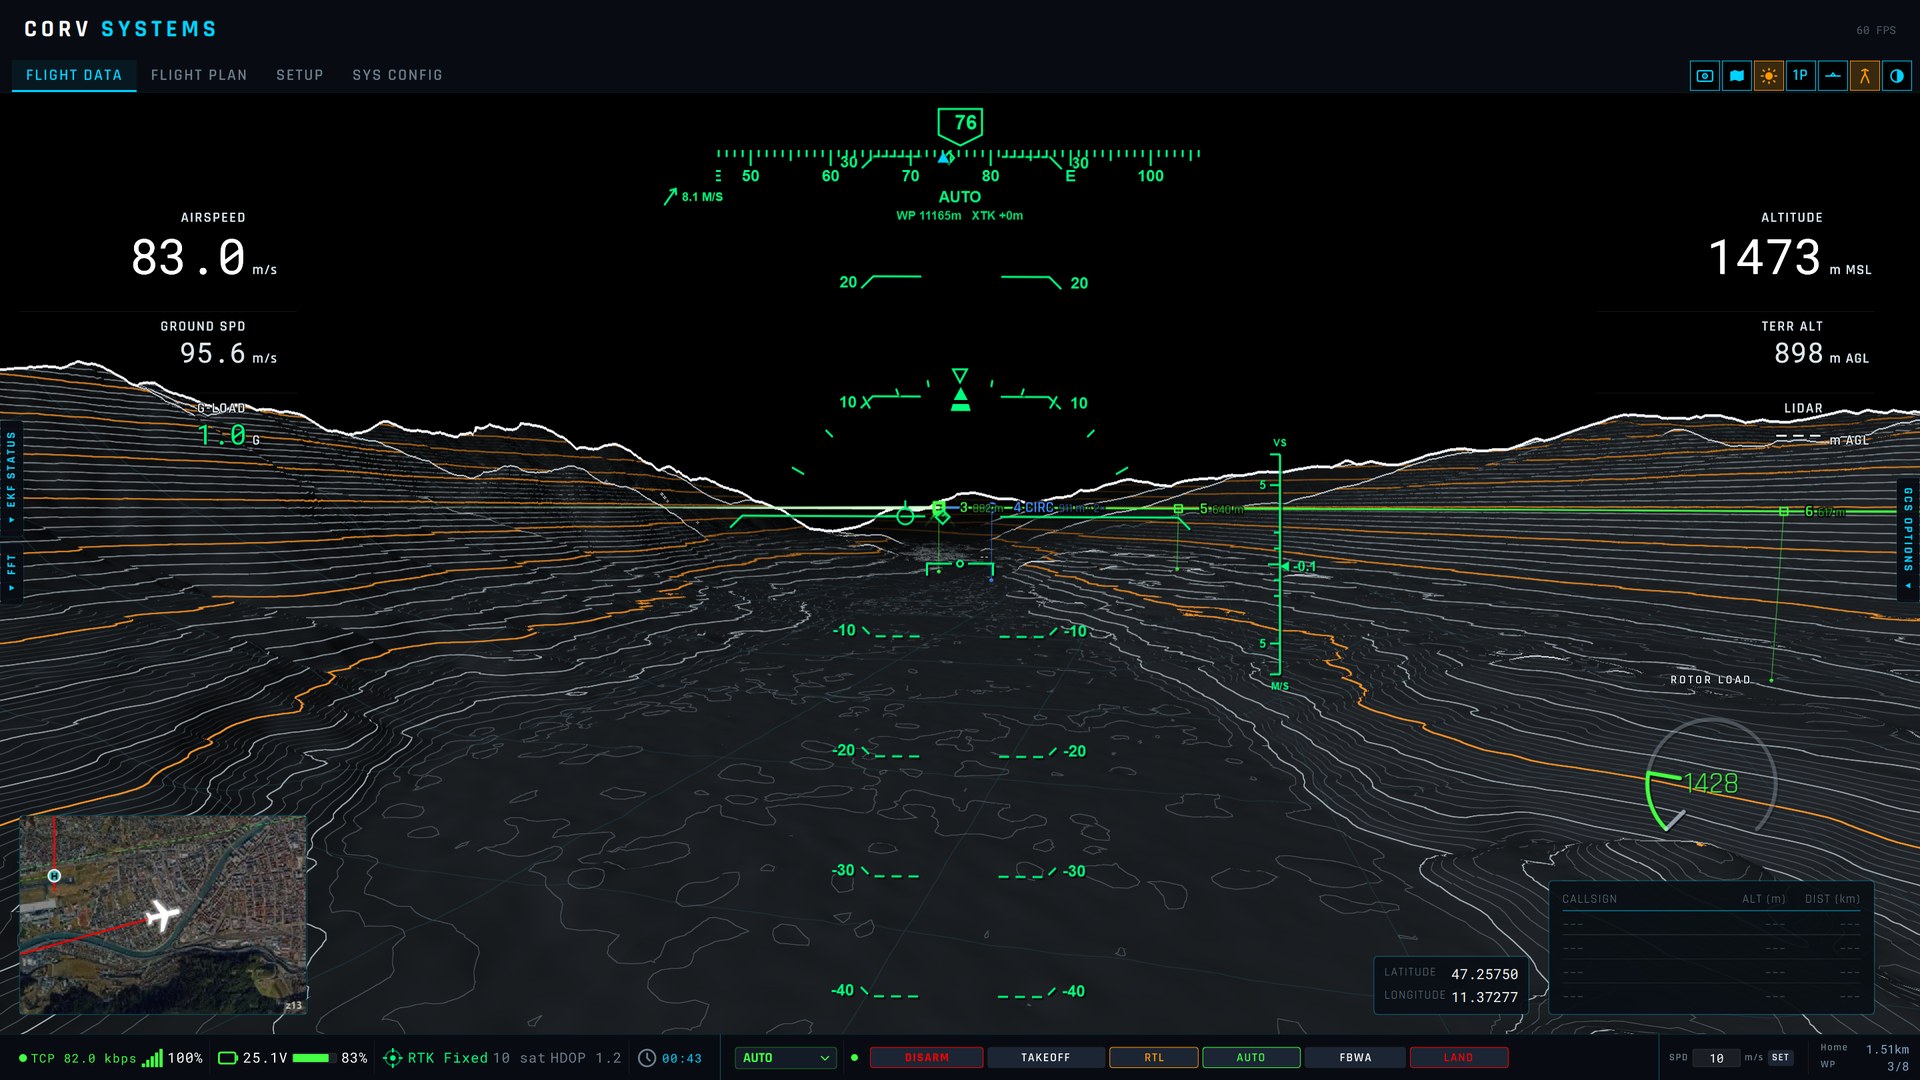 CORV SYSTEMS
60 FPS
FLIGHT DATA FLIGHT PLAN SETUP SYS CONFIG
1P
76
30 30
50 60 70 80 E 100
8.1 M/S
AUTO
WP 11165m XTK +0m
AIRSPEED
83.0 m/s
GROUND SPD
95.6 m/s
G-LOAD
1.0 G
ALTITUDE
1473 m MSL
TERR ALT
898 m AGL
LIDAR
--- m AGL
20 20
10 10
-10 -10
-20 -20
-30 -30
-40 -40
VS
5
-0.1
5
M/S
3
4 CIRC
5 640 m
6 617 m
EKF STATUS
FFT
GCS OPTIONS
ROTOR LOAD
1428
H
z13
LATITUDE 47.25750
LONGITUDE 11.37277
CALLSIGN ALT (m) DIST (km)
--- --- ---
--- --- ---
--- --- ---
--- --- ---
TCP 82.0 kbps 100% 25.1V 83% RTK Fixed 10 sat HDOP 1.2 00:43 AUTO DISARM TAKEOFF RTL AUTO FBWA LAND SPD 10 m/s SET
Home 1.51km
WP 3/8